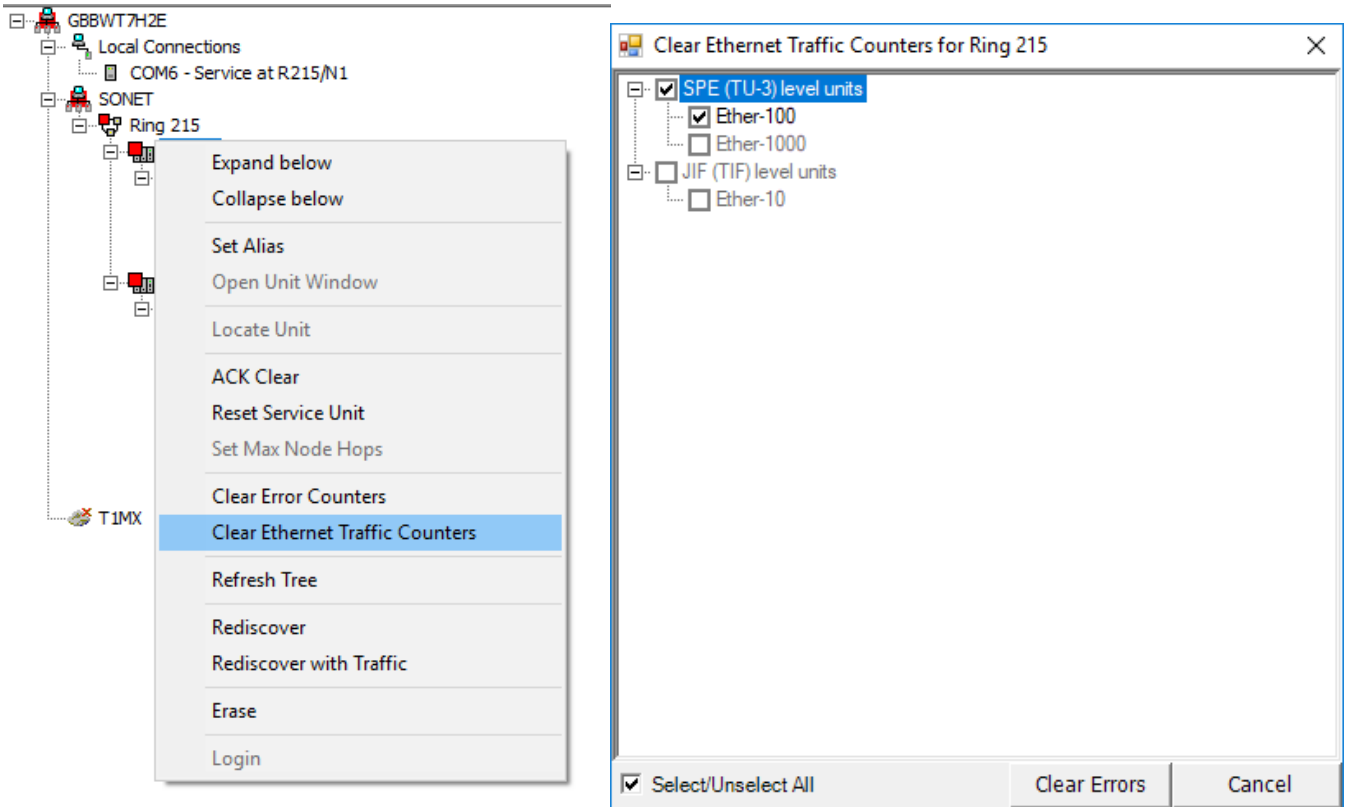 GBBWT7H2E
Local Connections
COM6 - Service at R215/N1
SONET
Ring 215
Expand below
Collapse below
Set Alias
Open Unit Window
Locate Unit
ACK Clear
Reset Service Unit
Set Max Node Hops
Clear Error Counters
Clear Ethernet Traffic Counters
Refresh Tree
Rediscover
Rediscover with Traffic
Erase
Login
T1MX
Clear Ethernet Traffic Counters for Ring 215
SPE (TU-3) level units
Ether-100
Ether-1000
JIF (TIF) level units
Ether-10
Select/Unselect All
Clear Errors
Cancel